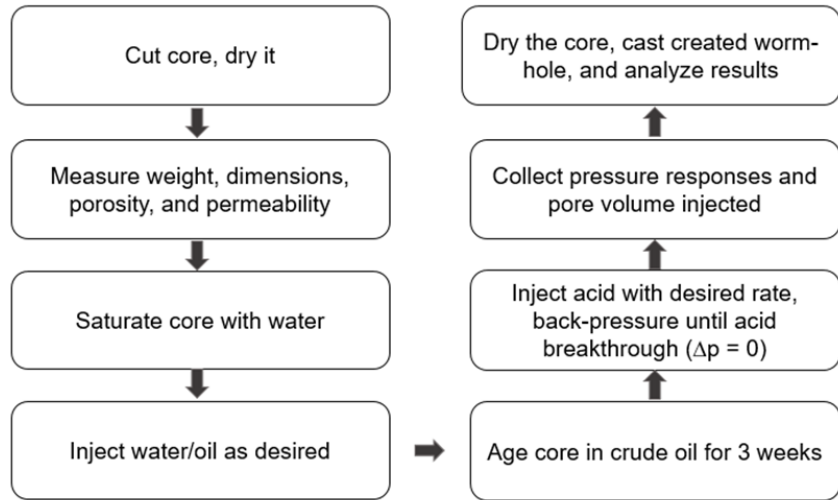 Cut core, dry it
Measure weight, dimensions,
porosity, and permeability
Saturate core with water
Inject water/oil as desired
Age core in crude oil for 3 weeks
Inject acid with desired rate,
back-pressure until acid
breakthrough (Δp = 0)
Collect pressure responses and
pore volume injected
Dry the core, cast created worm-
hole, and analyze results